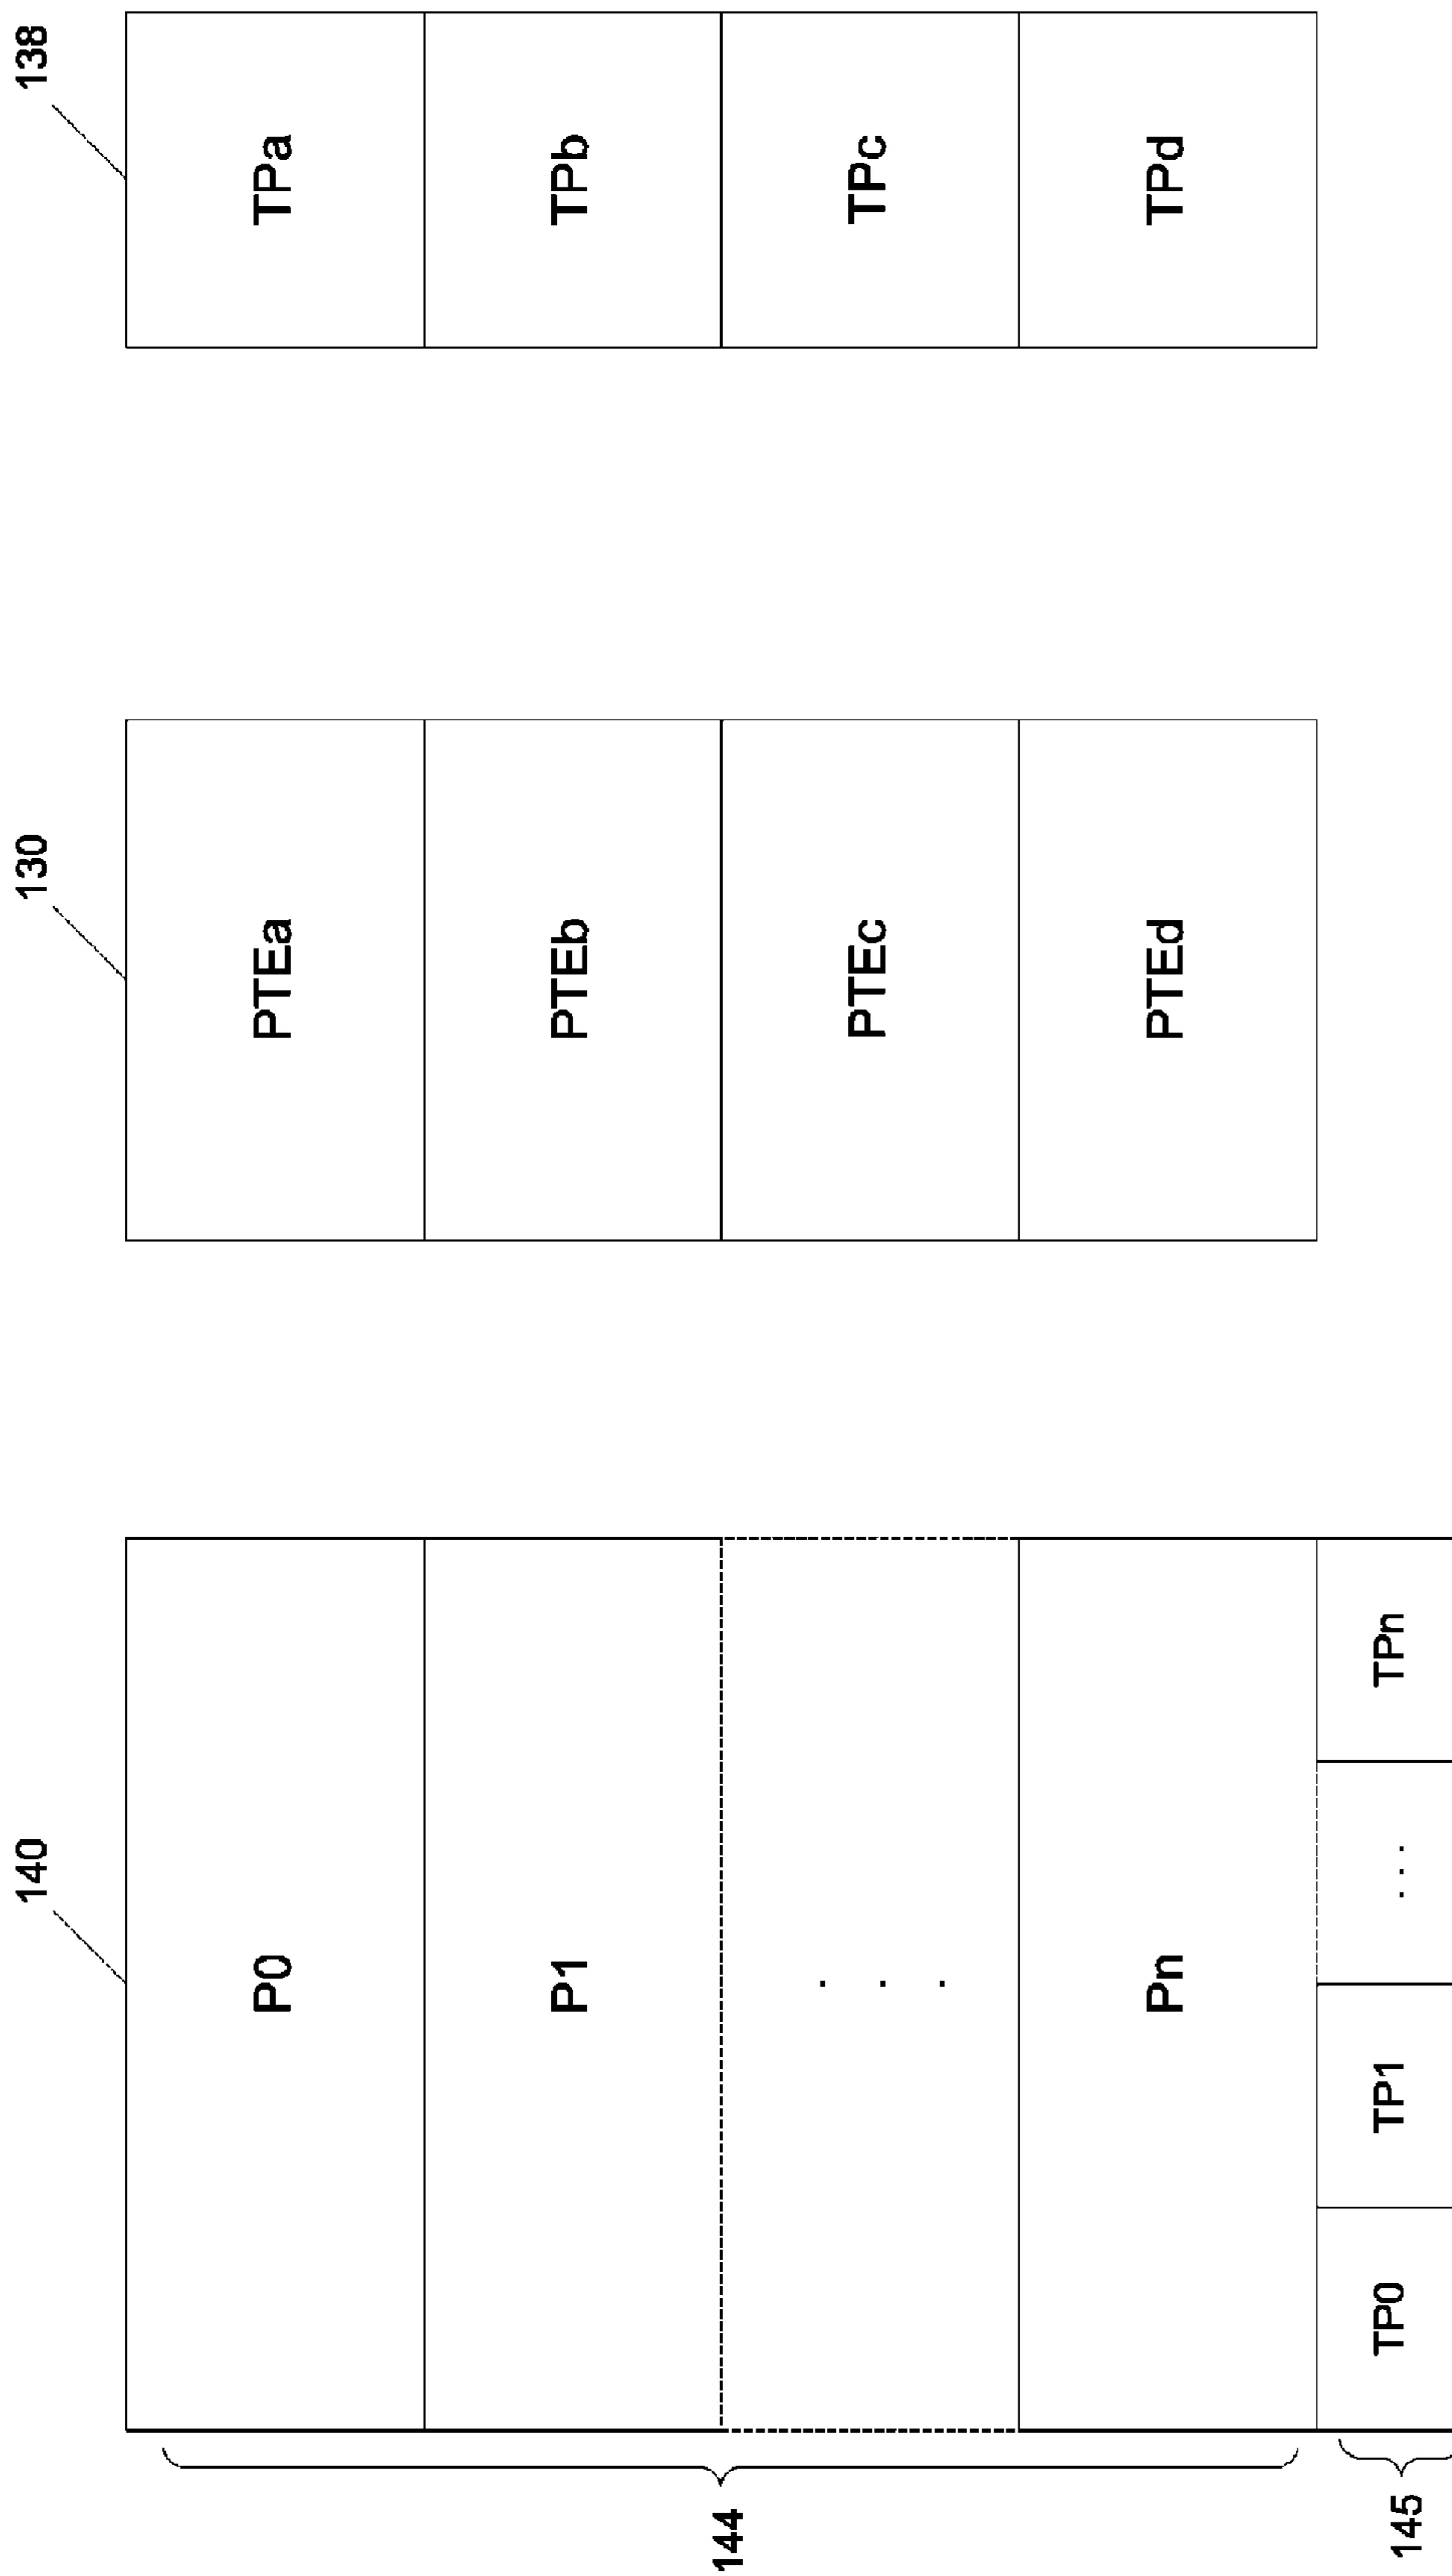 140 130 138
P0 PTEa TPa
P1 PTEb TPb
144
.
. PTEc TPc
.
Pn PTEd TPd
145 TP0 TP1 ... TPn